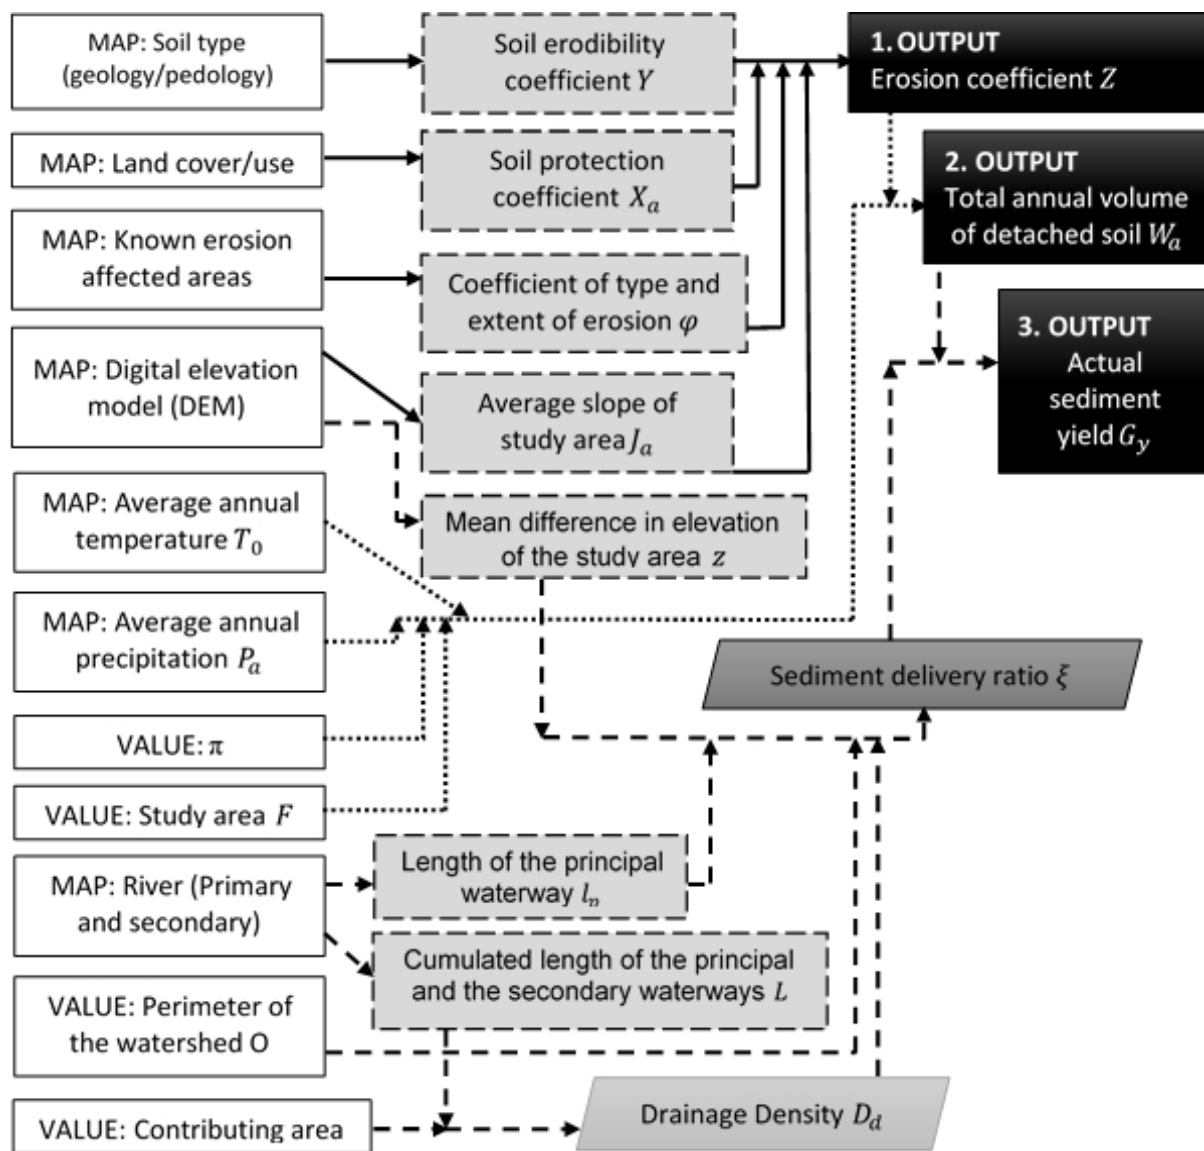 MAP: Soil type
(geology/pedology)
MAP: Land cover/use
MAP: Known erosion
affected areas
MAP: Digital elevation
model (DEM)
MAP: Average annual
temperature T₀
MAP: Average annual
precipitation Pₐ
VALUE: π
VALUE: Study area F
MAP: River (Primary
and secondary)
VALUE: Perimeter of
the watershed O
VALUE: Contributing area
Soil erodibility
coefficient Y
Soil protection
coefficient Xₐ
Coefficient of type and
extent of erosion φ
Average slope of
study area Jₐ
Mean difference in elevation
of the study area z
Length of the principal
waterway lₚ
Cumulated length of the principal
and the secondary waterways L
Drainage Density D_d
Sediment delivery ratio ξ
1. OUTPUT
Erosion coefficient Z
2. OUTPUT
Total annual volume
of detached soil Wₐ
3. OUTPUT
Actual
sediment
yield G_y